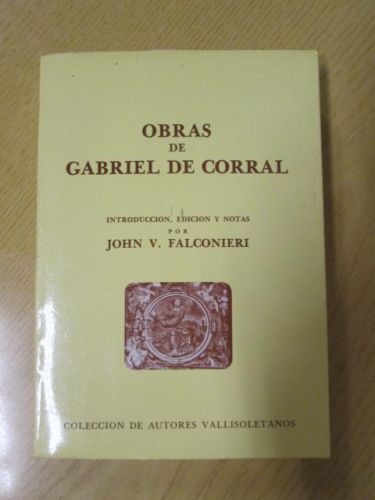 OBRAS
DE
GABRIEL DE CORRAL
INTRODUCCION, EDICION Y NOTAS
POR
JOHN V. FALCONIERI
COLECCION DE AUTORES VALLISOLETANOS